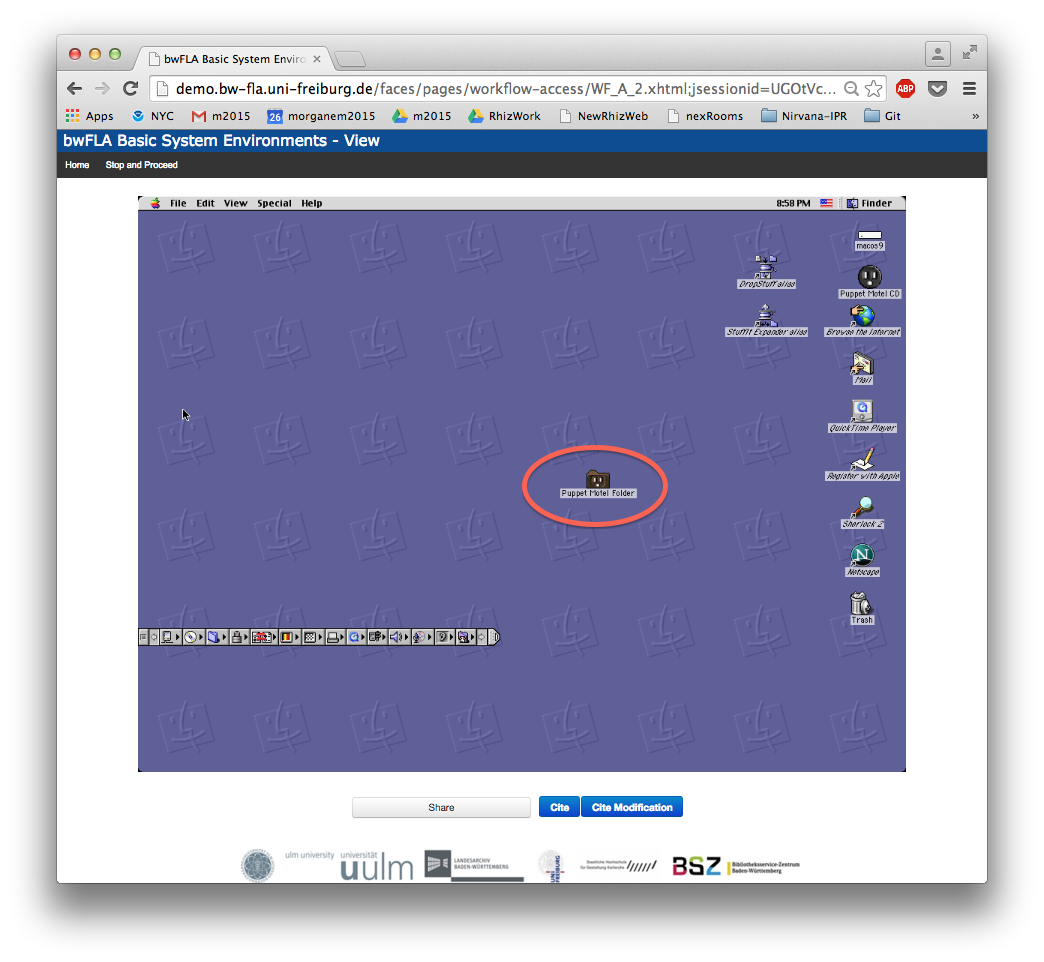 bwFLA Basic System Enviro
demo.bw-fla.uni-freiburg.de/faces/pages/workflow-access/WF_A_2.xhtml;jsessionid=UGOtVc...
ABP
Apps NYC m2015 26 morganem2015 m2015 RhizWork NewRhizWeb nexRooms Nirvana-IPR Git »
bwFLA Basic System Environments - View
Home Stop and Proceed
File Edit View Special Help 8:58 PM Finder
macos9
DropStuff alias
Puppet Motel CD
StuffIt Expander alias
Browse the Internet
Mail
QuickTime Player
Register with Apple
Puppet Motel Folder
Sherlock 2
N
Netscape
Trash
Share Cite Cite Modification
ulm university universität
uulm
LANDESARCHIV
BADEN-WÜRTTEMBERG
UNI
FREIBURG
Staatliche Hochschule
für Gestaltung Karlsruhe
BSZ
Bibliotheksservice-Zentrum
Baden-Württemberg